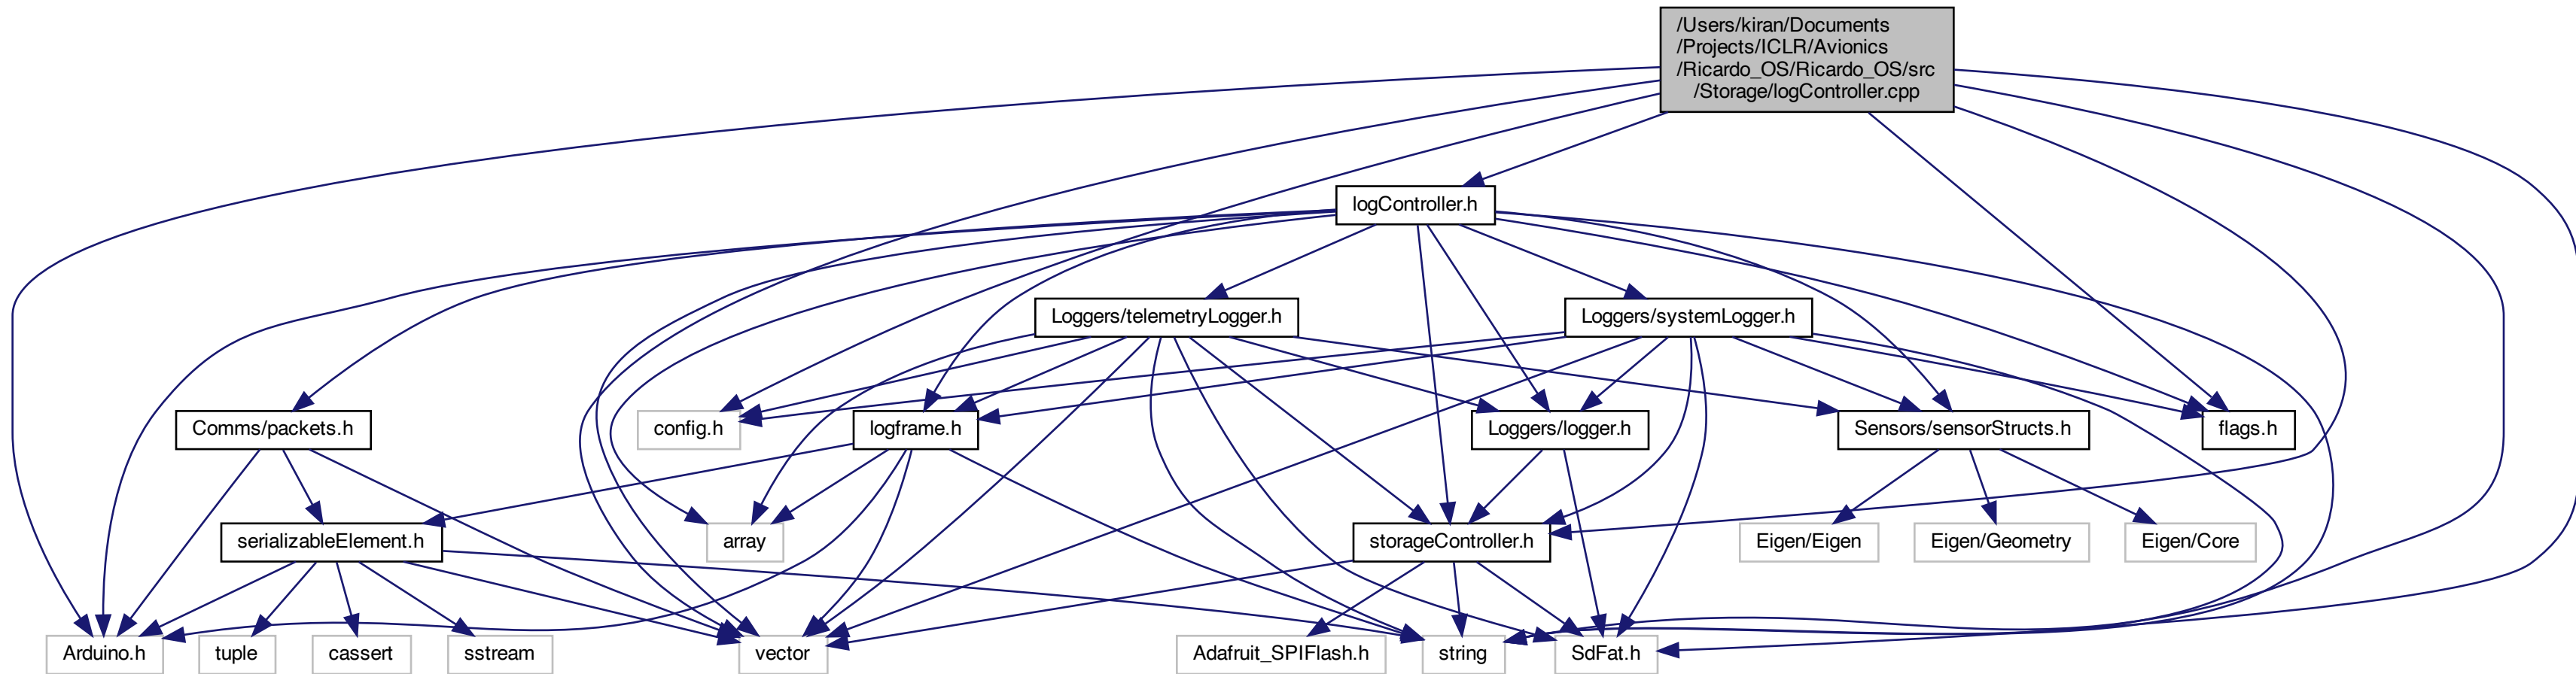 /Users/kiran/Documents
/Projects/ICLR/Avionics
/Ricardo_OS/Ricardo_OS/src
/Storage/logController.cpp
logController.h
Loggers/telemetryLogger.h
Loggers/systemLogger.h
Comms/packets.h
config.h
logframe.h
Loggers/logger.h
Sensors/sensorStructs.h
flags.h
serializableElement.h
array
storageController.h
Eigen/Eigen
Eigen/Geometry
Eigen/Core
Arduino.h
tuple
cassert
sstream
vector
Adafruit_SPIFlash.h
string
SdFat.h